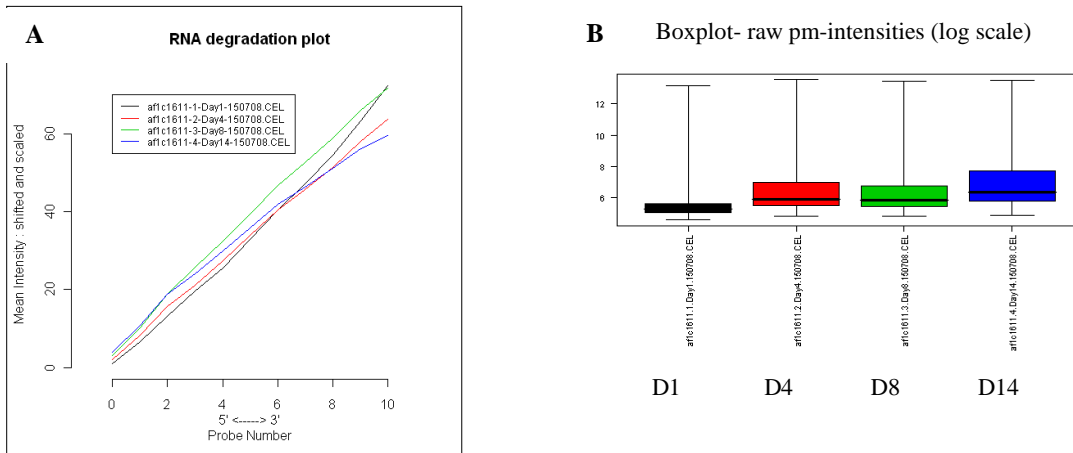 A
RNA degradation plot
af1c1611-1-Day1-150708.CEL
af1c1611-2-Day4-150708.CEL
af1c1611-3-Day8-150708.CEL
af1c1611-4-Day14-150708.CEL
Mean Intensity : shifted and scaled
60
40
20
0
0 2 4 6 8 10
5' <-----> 3'
Probe Number
B
Boxplot- raw pm-intensities (log scale)
12
10
8
6
af1c1611.1.Day1.150708.CEL
af1c1611.2.Day4.150708.CEL
af1c1611.3.Day8.150708.CEL
af1c1611.4.Day14.150708.CEL
D1 D4 D8 D14